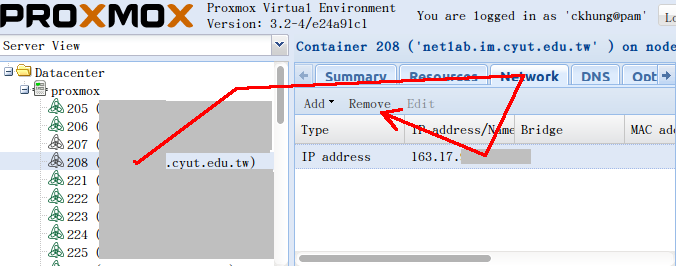 PROXMOX
Proxmox Virtual Environment
Version: 3.2-4/e24a91c1
You are logged in as 'ckhung@pam'
Lo
Server View
Container 208 ('netlab.im.cyut.edu.tw' ) on node
Datacenter
proxmox
205 (
206 (
207 (
208 ( .cyut.edu.tw)
221 (
222 (
223 (
224 (
225 (
Summary Resources Network DNS Opt
Add Remove Edit
Type IP address/Name Bridge MAC ad
IP address 163.17.